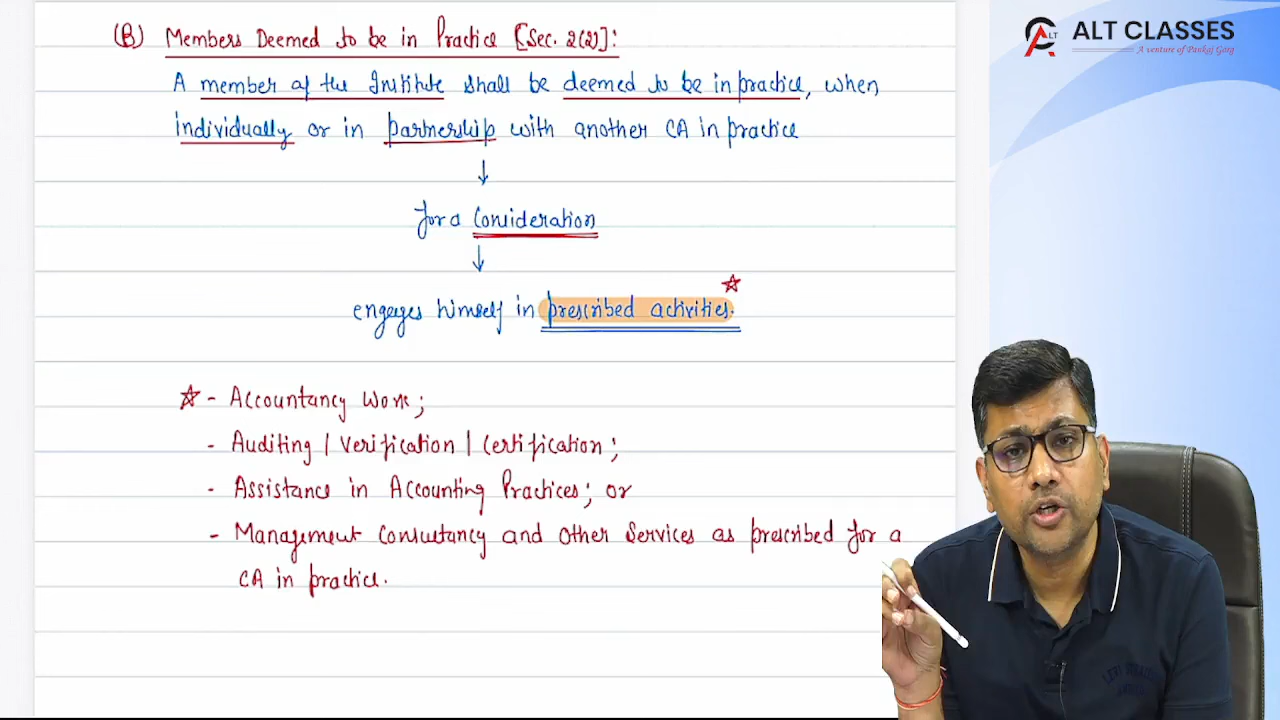 (B) Members Deemed to be in Practice [Sec. 2(2)]:
A member of the Institute shall be deemed to be in practice, when
individually or in partnership with another CA in practice
↓
for a consideration
↓
engages himself in prescribed activities.
☆ - Accountancy Work;
- Auditing | Verification | Certification;
- Assistance in Accounting Practices; or
- Management Consultancy and Other Services as prescribed for a
CA in practice.
CA ALT
ALT CLASSES
A venture of Pankaj Garg